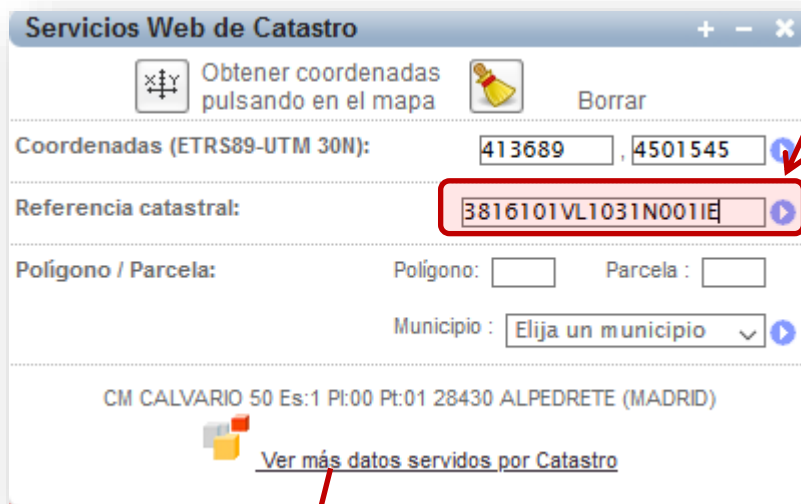 Servicios Web de Catastro
Obtener coordenadas
pulsando en el mapa
Borrar
Coordenadas (ETRS89-UTM 30N): 413689 , 4501545
Referencia catastral: 3816101VL1031N001IE
Polígono / Parcela: Polígono: Parcela :
Municipio : Elija un municipio
CM CALVARIO 50 Es:1 Pl:00 Pt:01 28430 ALPEDRETE (MADRID)
Ver más datos servidos por Catastro